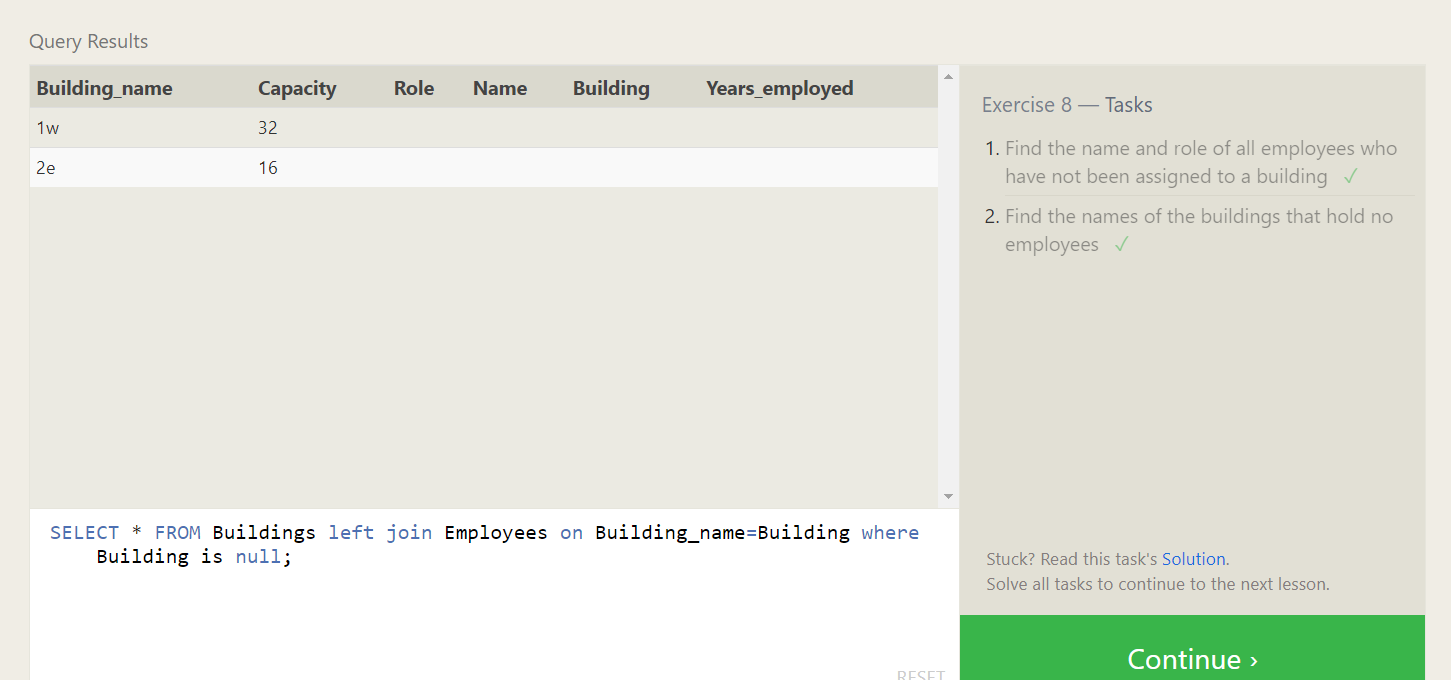 Query Results
Building_name Capacity Role Name Building Years_employed
1w 32
2e 16
SELECT * FROM Buildings left join Employees on Building_name=Building where
Building is null;
RESET
Exercise 8 — Tasks
1. Find the name and role of all employees who
have not been assigned to a building ✓
2. Find the names of the buildings that hold no
employees ✓
Stuck? Read this task's Solution.
Solve all tasks to continue to the next lesson.
Continue ›